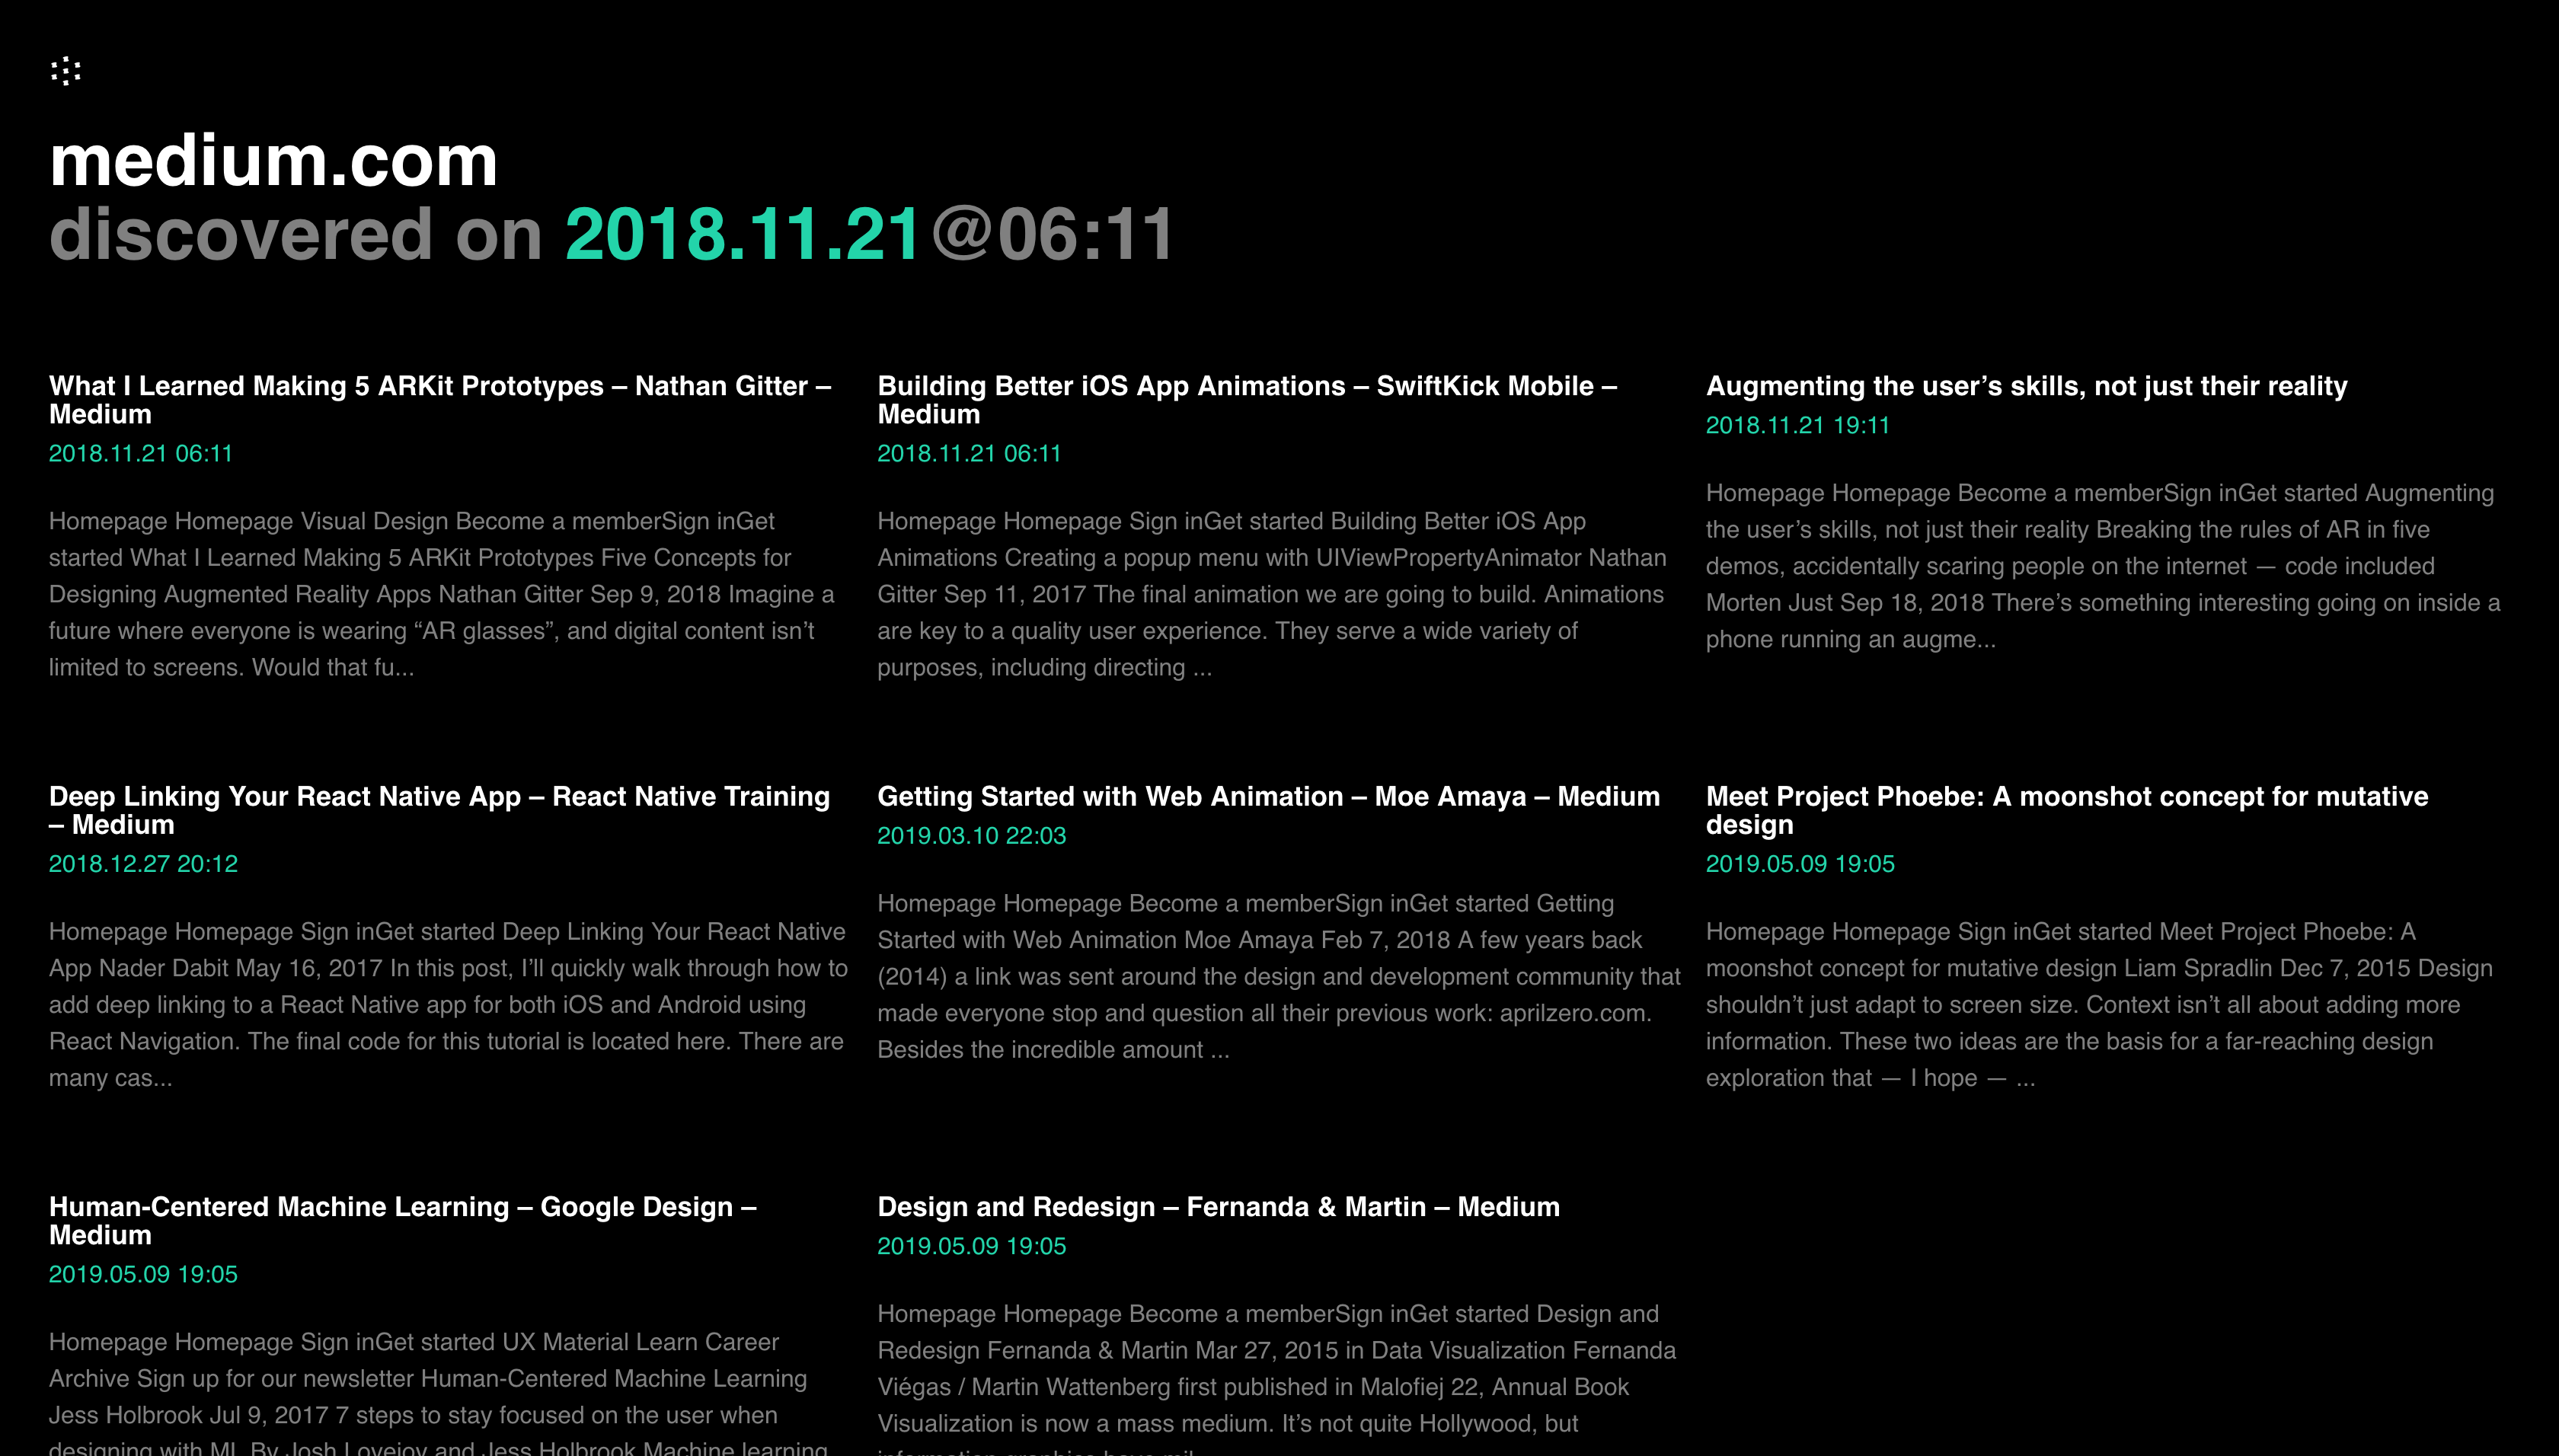 medium.com
discovered on 2018.11.21@06:11
What I Learned Making 5 ARKit Prototypes – Nathan Gitter –
Medium
2018.11.21 06:11
Homepage Homepage Visual Design Become a memberSign inGet
started What I Learned Making 5 ARKit Prototypes Five Concepts for
Designing Augmented Reality Apps Nathan Gitter Sep 9, 2018 Imagine a
future where everyone is wearing “AR glasses”, and digital content isn’t
limited to screens. Would that fu...
Building Better iOS App Animations – SwiftKick Mobile –
Medium
2018.11.21 06:11
Homepage Homepage Sign inGet started Building Better iOS App
Animations Creating a popup menu with UIViewPropertyAnimator Nathan
Gitter Sep 11, 2017 The final animation we are going to build. Animations
are key to a quality user experience. They serve a wide variety of
purposes, including directing ...
Augmenting the user’s skills, not just their reality
2018.11.21 19:11
Homepage Homepage Become a memberSign inGet started Augmenting
the user’s skills, not just their reality Breaking the rules of AR in five
demos, accidentally scaring people on the internet — code included
Morten Just Sep 18, 2018 There’s something interesting going on inside a
phone running an augme...
Deep Linking Your React Native App – React Native Training
– Medium
2018.12.27 20:12
Homepage Homepage Sign inGet started Deep Linking Your React Native
App Nader Dabit May 16, 2017 In this post, I’ll quickly walk through how to
add deep linking to a React Native app for both iOS and Android using
React Navigation. The final code for this tutorial is located here. There are
many cas...
Getting Started with Web Animation – Moe Amaya – Medium
2019.03.10 22:03
Homepage Homepage Become a memberSign inGet started Getting
Started with Web Animation Moe Amaya Feb 7, 2018 A few years back
(2014) a link was sent around the design and development community that
made everyone stop and question all their previous work: aprilzero.com.
Besides the incredible amount ...
Meet Project Phoebe: A moonshot concept for mutative
design
2019.05.09 19:05
Homepage Homepage Sign inGet started Meet Project Phoebe: A
moonshot concept for mutative design Liam Spradlin Dec 7, 2015 Design
shouldn’t just adapt to screen size. Context isn’t all about adding more
information. These two ideas are the basis for a far-reaching design
exploration that — I hope — ...
Human-Centered Machine Learning – Google Design –
Medium
2019.05.09 19:05
Homepage Homepage Sign inGet started UX Material Learn Career
Archive Sign up for our newsletter Human-Centered Machine Learning
Jess Holbrook Jul 9, 2017 7 steps to stay focused on the user when
designing with ML By Josh Lovejoy and Jess Holbrook Machine learning
Design and Redesign – Fernanda & Martin – Medium
2019.05.09 19:05
Homepage Homepage Become a memberSign inGet started Design and
Redesign Fernanda & Martin Mar 27, 2015 in Data Visualization Fernanda
Viégas / Martin Wattenberg first published in Malofiej 22, Annual Book
Visualization is now a mass medium. It’s not quite Hollywood, but